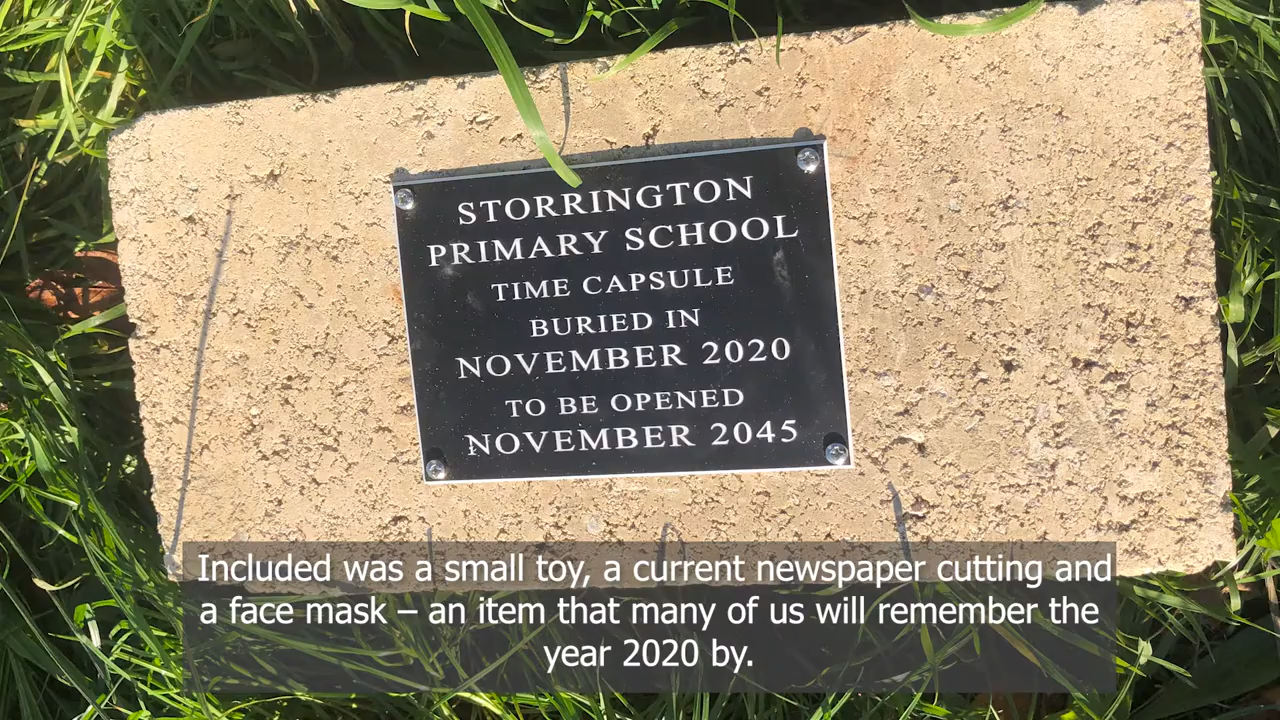 STORRINGTON
PRIMARY SCHOOL
TIME CAPSULE
BURIED IN
NOVEMBER 2020
TO BE OPENED
NOVEMBER 2045
Included was a small toy, a current newspaper cutting and
a face mask – an item that many of us will remember the
year 2020 by.